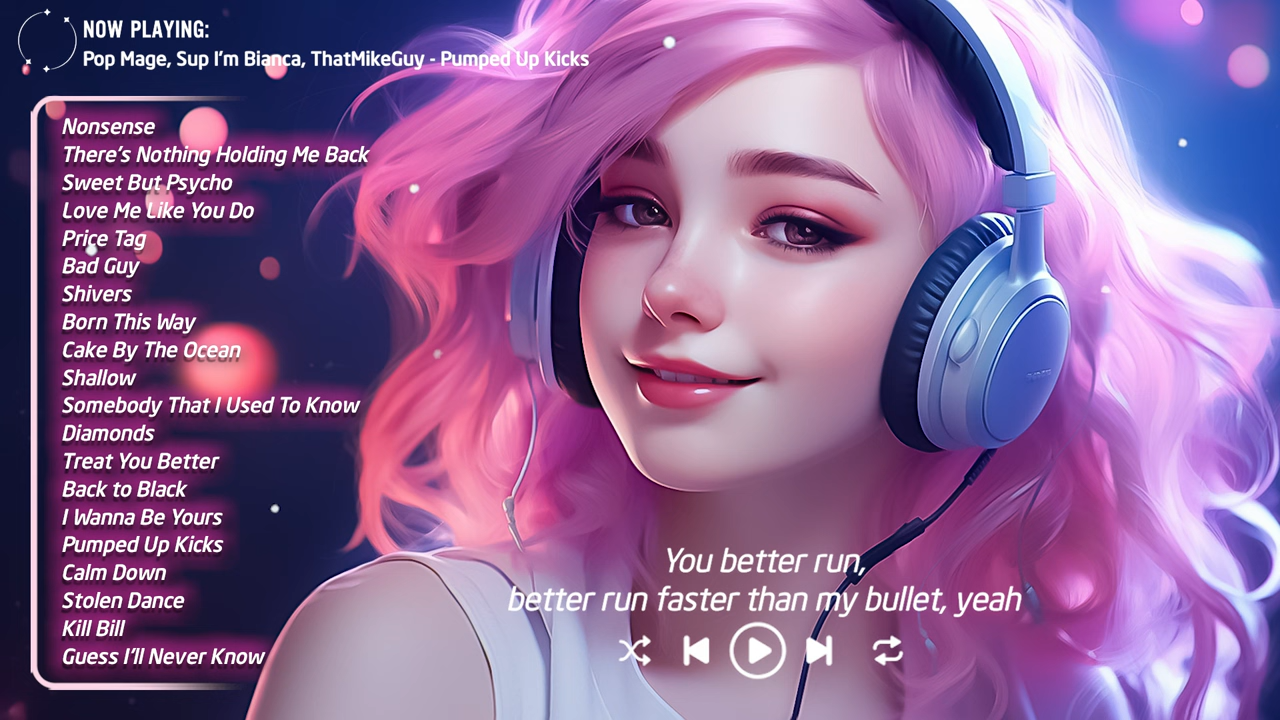 NOW PLAYING:
Pop Mage, Sup I'm Bianca, ThatMikeGuy - Pumped Up Kicks
Nonsense
There's Nothing Holding Me Back
Sweet But Psycho
Love Me Like You Do
Price Tag
Bad Guy
Shivers
Born This Way
Cake By The Ocean
Shallow
Somebody That I Used To Know
Diamonds
Treat You Better
Back to Black
I Wanna Be Yours
Pumped Up Kicks
Calm Down
Stolen Dance
Kill Bill
Guess I'll Never Know
You better run,
better run faster than my bullet, yeah